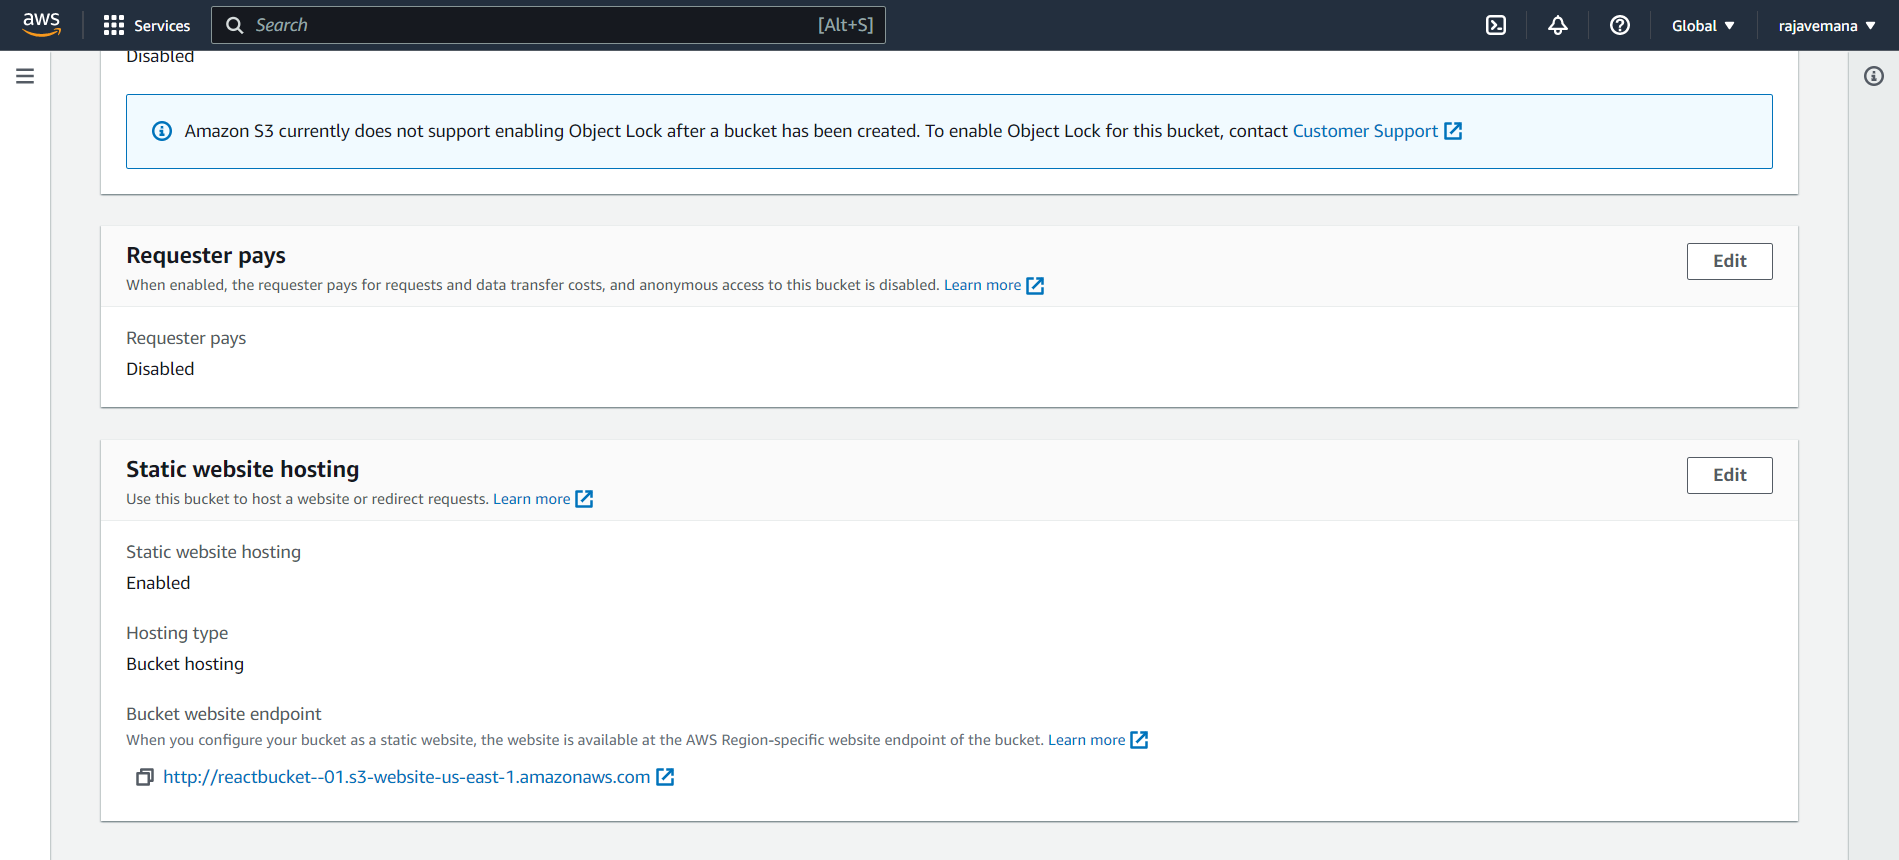 aws Services Search [Alt+S] Global rajavemana
Disabled
Amazon S3 currently does not support enabling Object Lock after a bucket has been created. To enable Object Lock for this bucket, contact Customer Support
Requester pays
Edit
When enabled, the requester pays for requests and data transfer costs, and anonymous access to this bucket is disabled. Learn more
Requester pays
Disabled
Static website hosting
Edit
Use this bucket to host a website or redirect requests. Learn more
Static website hosting
Enabled
Hosting type
Bucket hosting
Bucket website endpoint
When you configure your bucket as a static website, the website is available at the AWS Region-specific website endpoint of the bucket. Learn more
http://reactbucket--01.s3-website-us-east-1.amazonaws.com